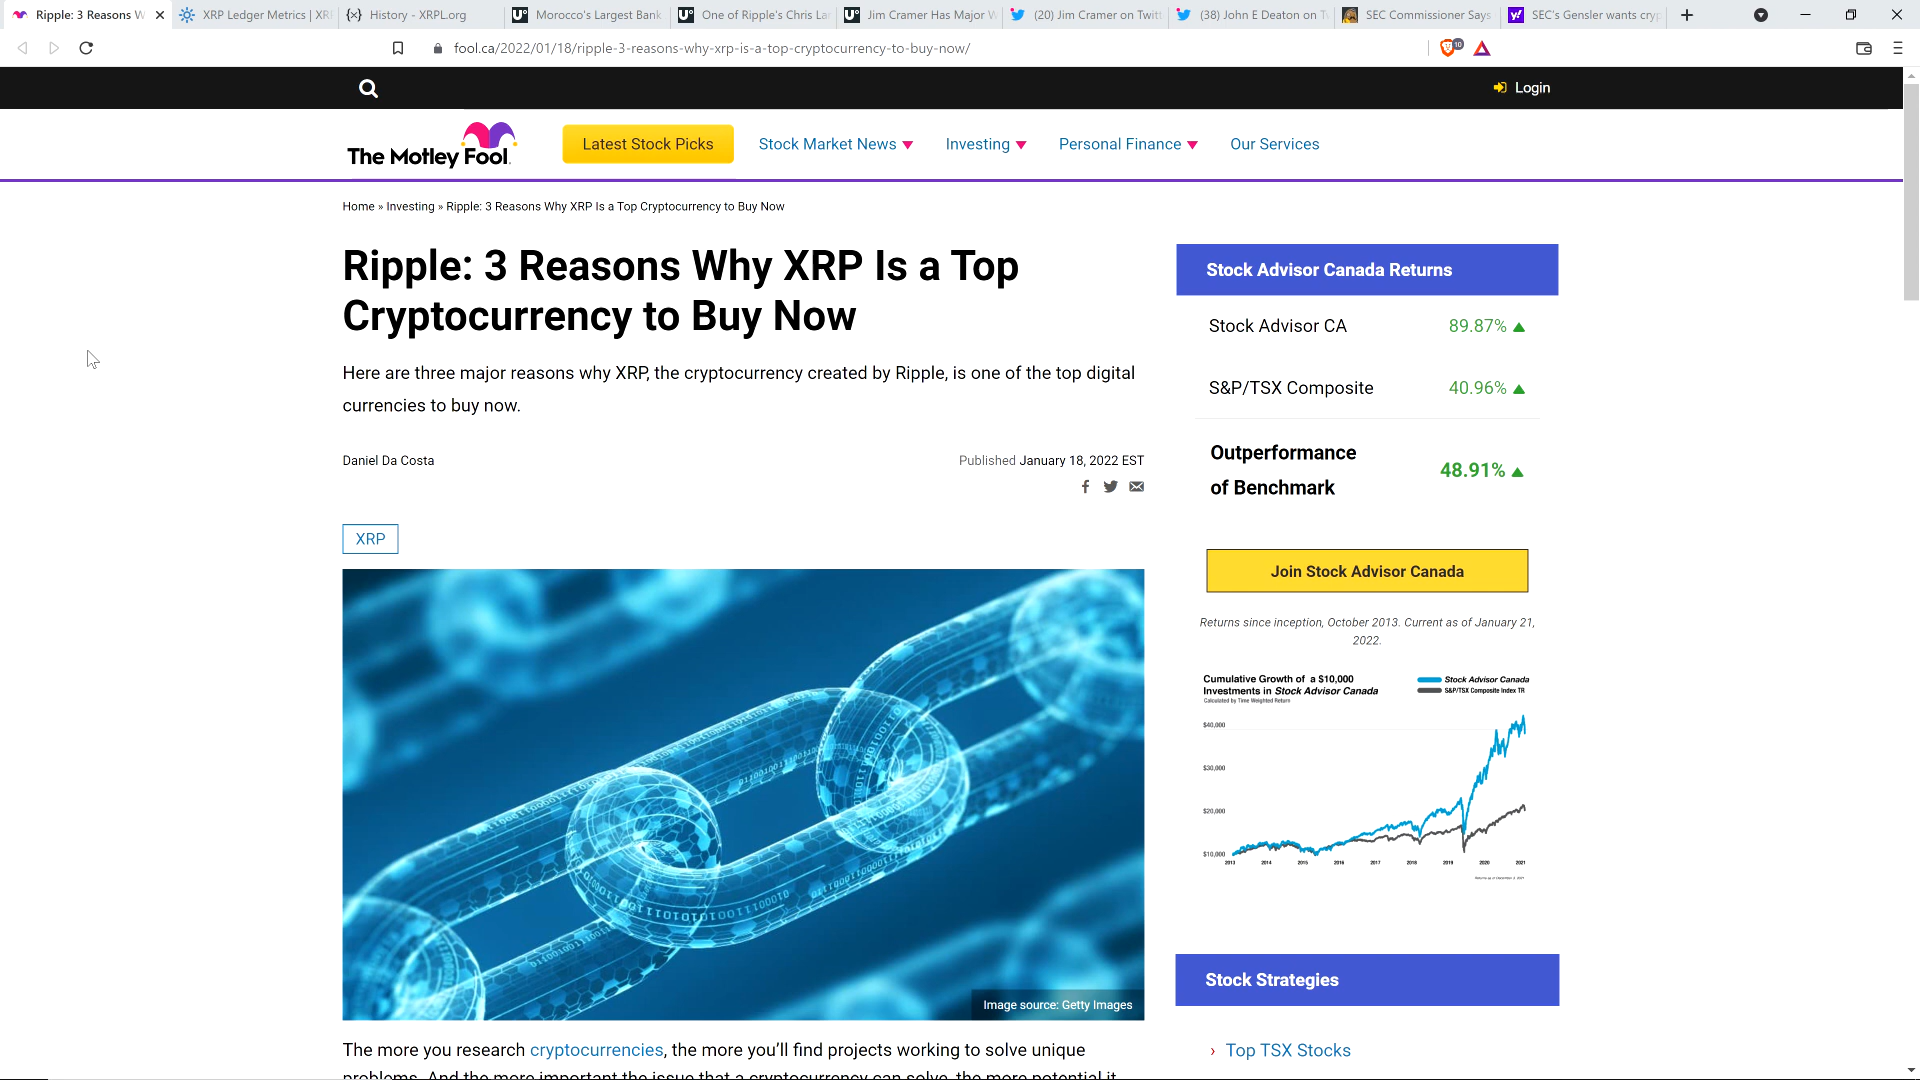 Ripple: 3 Reasons W
XRP Ledger Metrics | XR
History - XRPL.org
Morocco's Largest Bank
One of Ripple's Chris La
Jim Cramer Has Major W
(20) Jim Cramer on Twitt
(38) John E Deaton on T
SEC Commissioner Says
SEC's Gensler wants cryp
fool.ca/2022/01/18/ripple-3-reasons-why-xrp-is-a-top-cryptocurrency-to-buy-now/
10
Login
The Motley Fool.
Latest Stock Picks
Stock Market News
Investing
Personal Finance
Our Services
Home » Investing » Ripple: 3 Reasons Why XRP Is a Top Cryptocurrency to Buy Now
Ripple: 3 Reasons Why XRP Is a Top
Cryptocurrency to Buy Now
Here are three major reasons why XRP, the cryptocurrency created by Ripple, is one of the top digital
currencies to buy now.
Daniel Da Costa
Published January 18, 2022 EST
XRP
Image source: Getty Images
The more you research cryptocurrencies, the more you'll find projects working to solve unique
problems. And the more important the issue that a cryptocurrency can solve, the more potential it
Stock Advisor Canada Returns
Stock Advisor CA 89.87%
S&P/TSX Composite 40.96%
Outperformance
of Benchmark
48.91%
Join Stock Advisor Canada
Returns since inception, October 2013. Current as of January 21,
2022.
Cumulative Growth of a $10,000
Investments in Stock Advisor Canada
Calculated by Time Weighted Return
Stock Advisor Canada
S&P/TSX Composite Index TR
$40,000
$30,000
$20,000
$10,000
2013 2014 2015 2016 2017 2018 2019 2020 2021
Stock Strategies
Top TSX Stocks